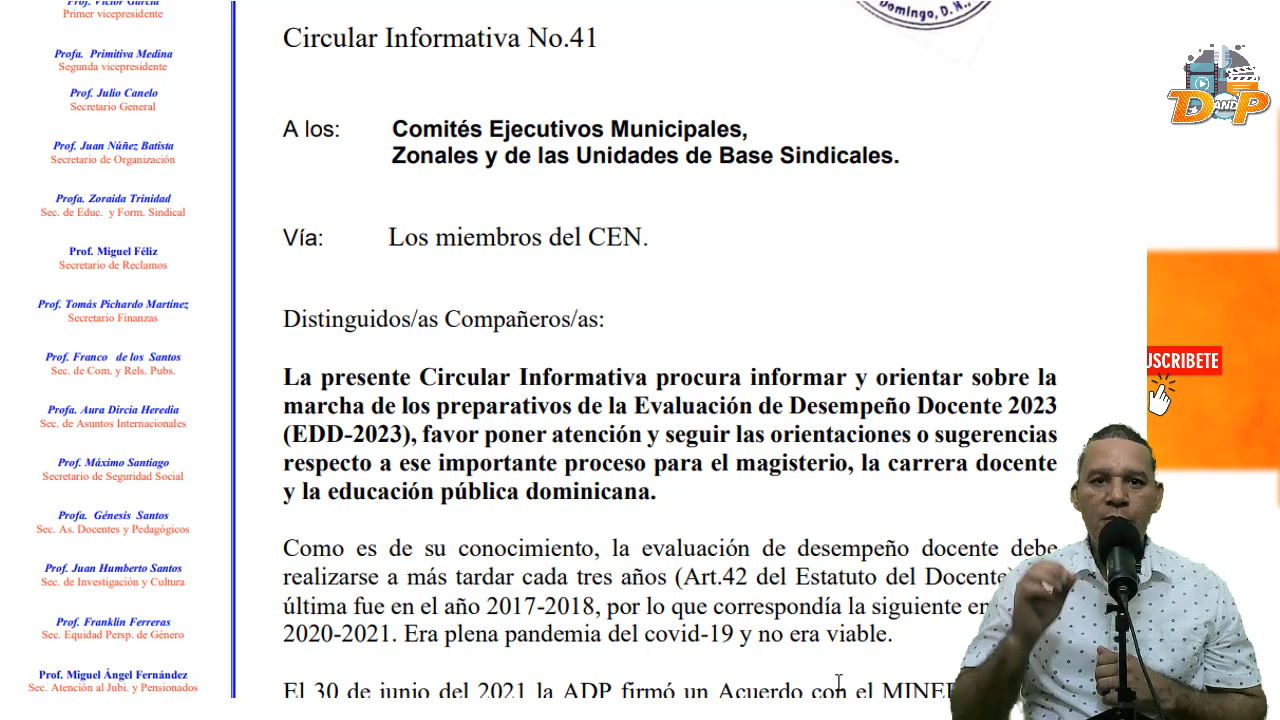 Prof. Víctor García
Primer vicepresidente
Profa. Primitiva Medina
Segunda vicepresidente
Prof. Julio Canelo
Secretario General
Prof. Juan Núñez Batista
Secretario de Organización
Profa. Zoraida Trinidad
Sec. de Educ. y Form. Sindical
Prof. Miguel Féliz
Secretario de Reclamos
Prof. Tomás Pichardo Martínez
Secretario Finanzas
Prof. Franco de los Santos
Sec. de Com. y Rels. Pubs.
Profa. Aura Dircia Heredia
Sec. de Asuntos Internacionales
Prof. Máximo Santiago
Secretario de Seguridad Social
Profa. Génesis Santos
Sec. As. Docentes y Pedagógicos
Prof. Juan Humberto Santos
Sec. de Investigación y Cultura
Prof. Franklin Ferreras
Sec. Equidad Persp. de Género
Prof. Miguel Ángel Fernández
Sec. Atención al Jubi. y Pensionados
Domingo, D. N.,
Circular Informativa No.41
A los: Comités Ejecutivos Municipales,
Zonales y de las Unidades de Base Sindicales.
Vía: Los miembros del CEN.
Distinguidos/as Compañeros/as:
La presente Circular Informativa procura informar y orientar sobre la
marcha de los preparativos de la Evaluación de Desempeño Docente 2023
(EDD-2023), favor poner atención y seguir las orientaciones o sugerencias
respecto a ese importante proceso para el magisterio, la carrera docente
y la educación pública dominicana.
Como es de su conocimiento, la evaluación de desempeño docente debe
realizarse a más tardar cada tres años (Art.42 del Estatuto del Docente)
última fue en el año 2017-2018, por lo que correspondía la siguiente en
2020-2021. Era plena pandemia del covid-19 y no era viable.
El 30 de junio del 2021 la ADP firmó un Acuerdo con el MINE
D AND P
USCRIBETE